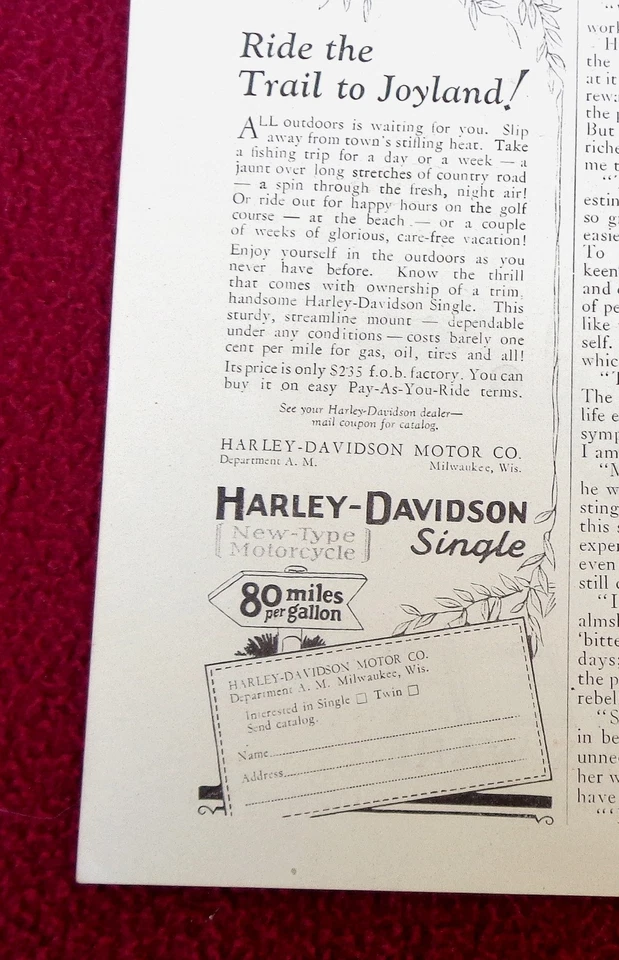 Ride the
Trail to Joyland!
ALL outdoors is waiting for you. Slip
away from town's stifling heat. Take
a fishing trip for a day or a week — a
jaunt over long stretches of country road
— a spin through the fresh, night air!
Or ride out for happy hours on the golf
course — at the beach — or a couple
of weeks of glorious, care-free vacation!
Enjoy yourself in the outdoors as you
never have before. Know the thrill
that comes with ownership of a trim,
handsome Harley-Davidson Single. This
sturdy, streamline mount — dependable
under any conditions — costs barely one
cent per mile for gas, oil, tires and all!
Its price is only $235 f.o.b. factory. You can
buy it on easy Pay-As-You-Ride terms.
See your Harley-Davidson dealer—
mail coupon for catalog.
HARLEY-DAVIDSON MOTOR CO.
Department A. M. Milwaukee, Wis.
HARLEY-DAVIDSON
New-Type
Motorcycle
Single
80 miles
per gallon
HARLEY-DAVIDSON MOTOR CO.
Department A. M. Milwaukee, Wis.
Interested in Single □ Twin □
Send catalog.
Name
Address
work
H
the
at it
rewa
the p
But
riche
me t
"
estin
so g
easie
To
keen
and
of pe
like
self.
whic
"T
The
life e
symp
I am
"M
he w
sting
this s
exper
even
still c
"I
almsl
'bitte
days;
the p
rebel
"S
in be
unne
her w
have
"'